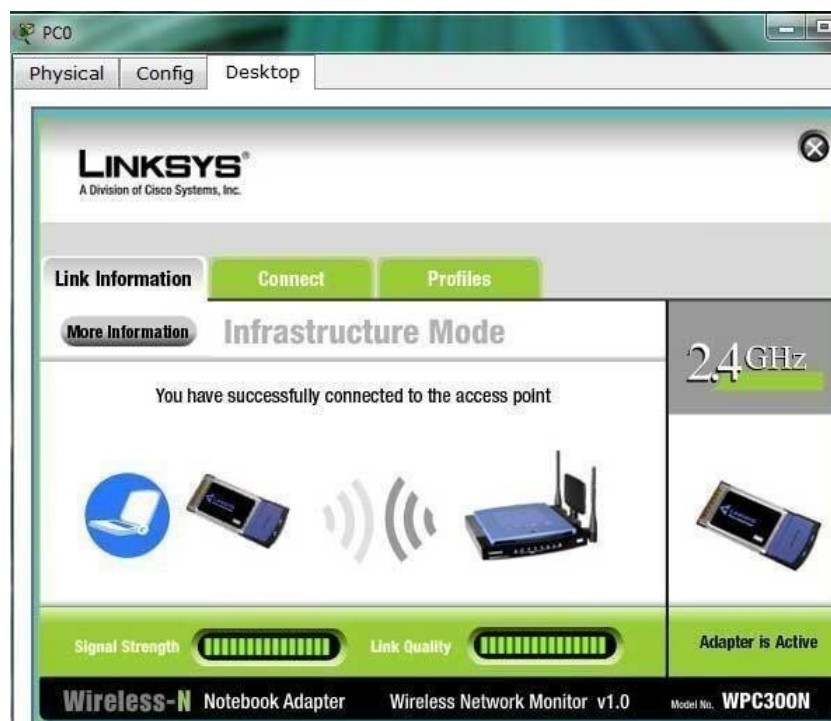 PC0
Physical Config Desktop
LINKSYS®
A Division of Cisco Systems, Inc.
Link Information Connect Profiles
More Information Infrastructure Mode
2.4GHz
You have successfully connected to the access point
Signal Strength Link Quality Adapter is Active
Wireless-N Notebook Adapter Wireless Network Monitor v1.0 Model No. WPC300N